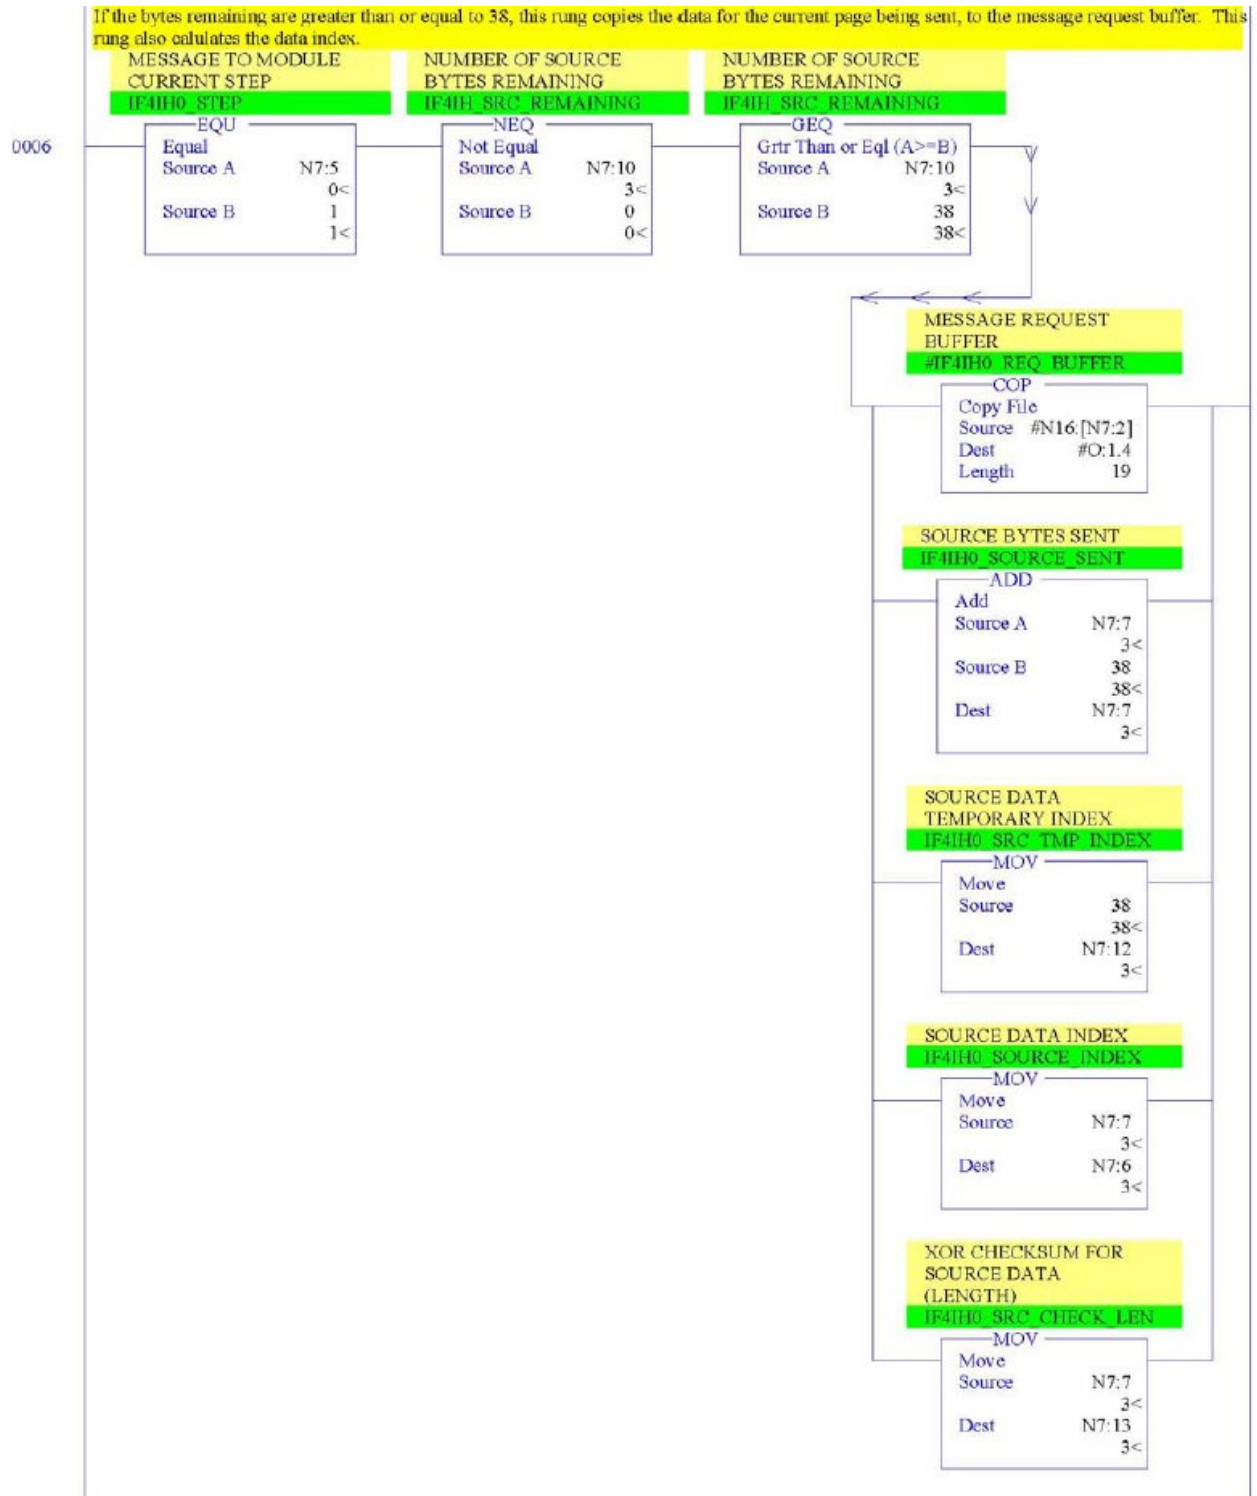 If the bytes remaining are greater than or equal to 38, this rung copies the data for the current page being sent, to the message request buffer. This
rung also calulates the data index.
MESSAGE TO MODULE
CURRENT STEP
IF4IH0_STEP
NUMBER OF SOURCE
BYTES REMAINING
IF4IH_SRC_REMAINING
NUMBER OF SOURCE
BYTES REMAINING
IF4IH_SRC_REMAINING
0006
EQU
Equal
Source A N7:5
0<
Source B 1
1<
NEQ
Not Equal
Source A N7:10
3<
Source B 0
0<
GEQ
Grtr Than or Eql (A>=B)
Source A N7:10
3<
Source B 38
38<
MESSAGE REQUEST
BUFFER
#IF4IH0_REQ_BUFFER
COP
Copy File
Source #N16:[N7:2]
Dest #O:1.4
Length 19
SOURCE BYTES SENT
IF4IH0_SOURCE_SENT
ADD
Add
Source A N7:7
3<
Source B 38
38<
Dest N7:7
3<
SOURCE DATA
TEMPORARY INDEX
IF4IH0_SRC_TMP_INDEX
MOV
Move
Source 38
38<
Dest N7:12
3<
SOURCE DATA INDEX
IF4IH0_SOURCE_INDEX
MOV
Move
Source N7:7
3<
Dest N7:6
3<
XOR CHECKSUM FOR
SOURCE DATA
(LENGTH)
IF4IH0_SRC_CHECK_LEN
MOV
Move
Source N7:7
3<
Dest N7:13
3<